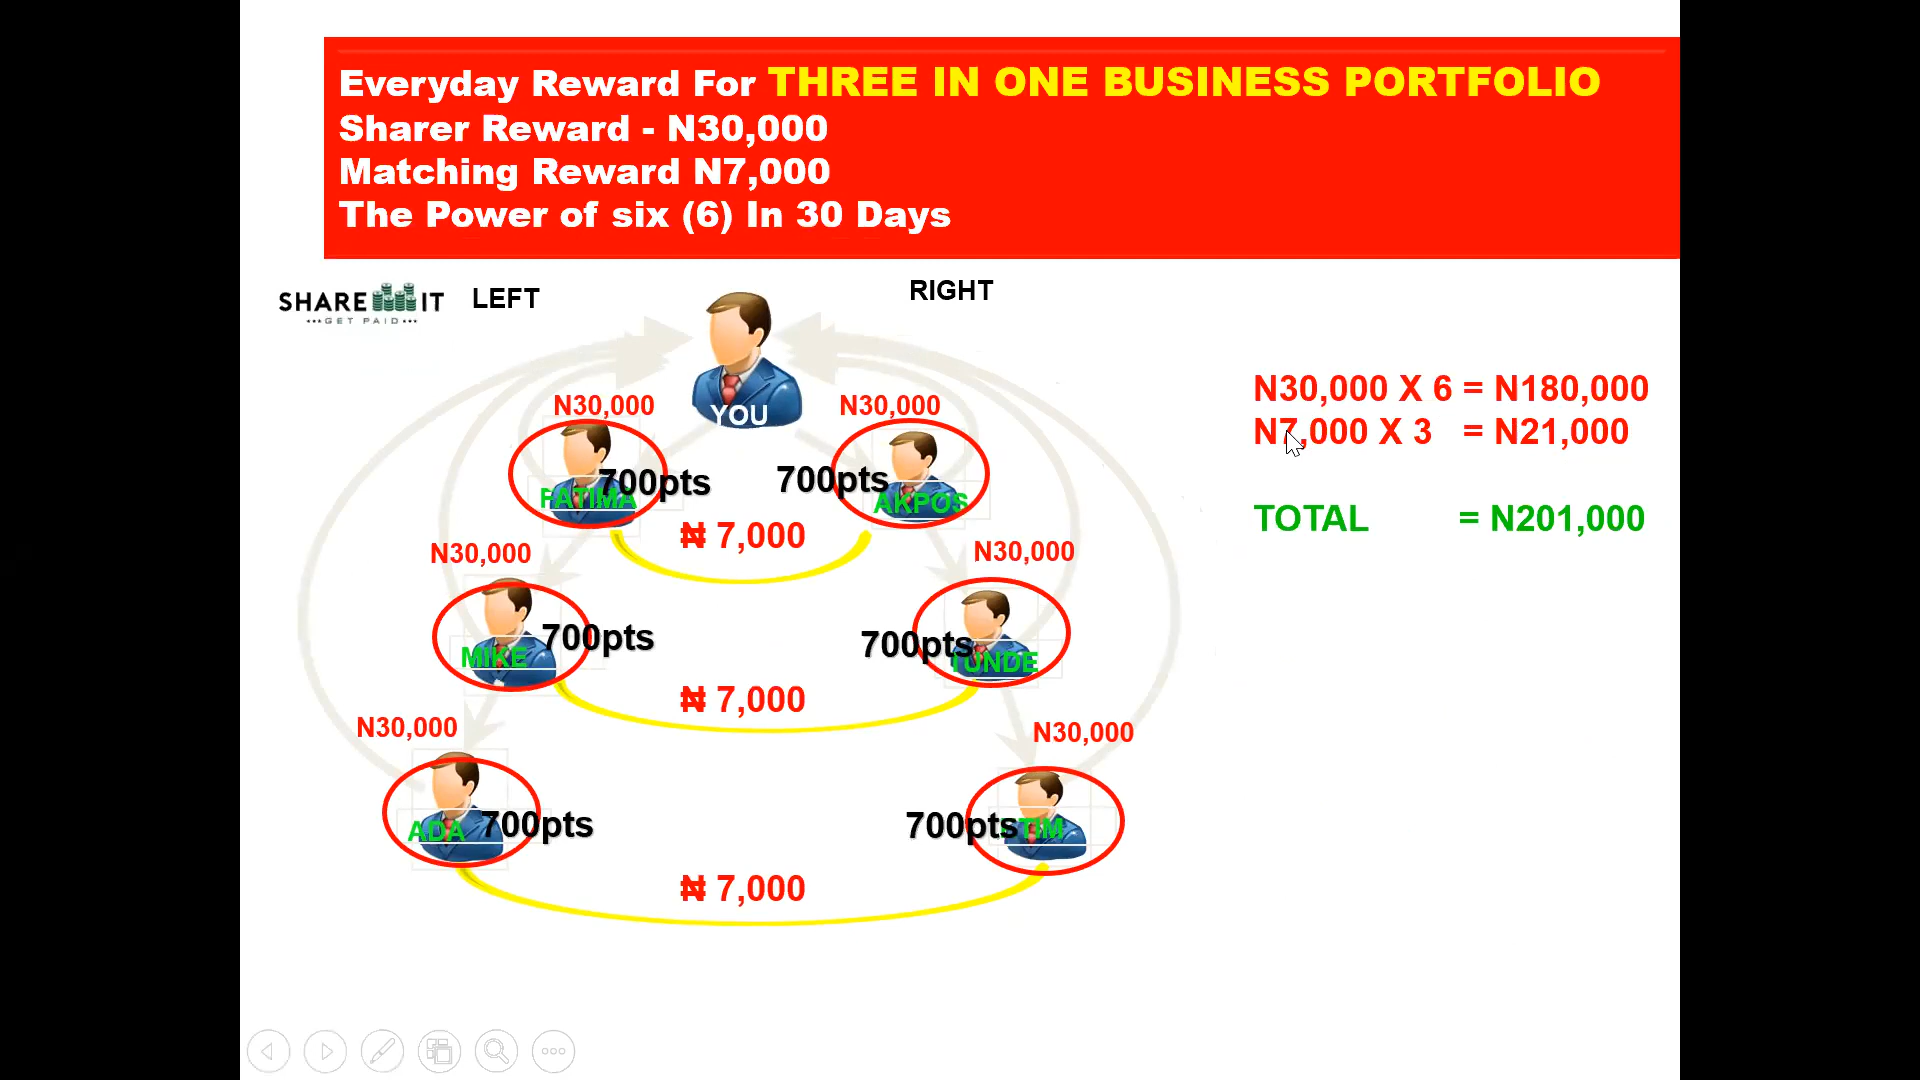 Everyday Reward For THREE IN ONE BUSINESS PORTFOLIO
Sharer Reward - N30,000
Matching Reward N7,000
The Power of six (6) In 30 Days
SHARE IT
GET PAID
LEFT
RIGHT
YOU
N30,000
N30,000
FATIMA
700pts
700pts
AKPOS
₦ 7,000
N30,000
N30,000
MIKE
700pts
700pts
TUNDE
₦ 7,000
N30,000
N30,000
ADA
700pts
700pts
TIM
₦ 7,000
N30,000 X 6 = N180,000
N7,000 X 3 = N21,000
TOTAL = N201,000